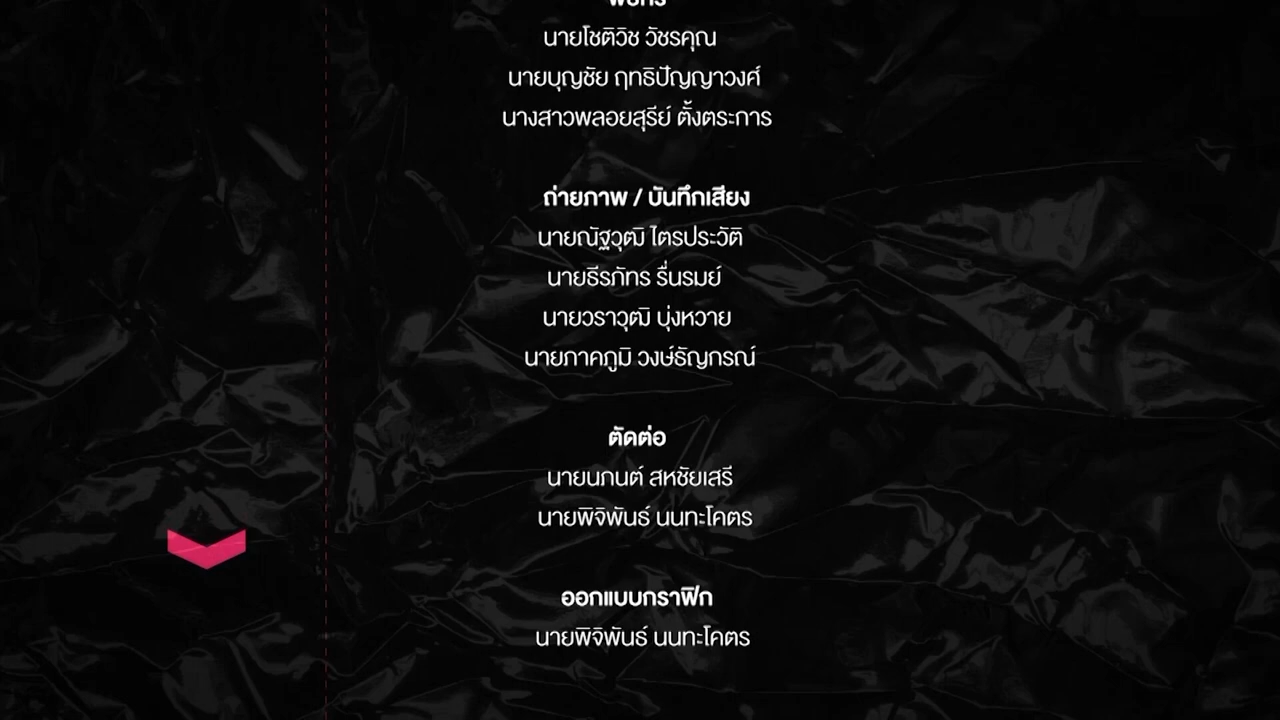 นายโชติวิช วัชรคุณ
นายบุญชัย ฤทธิปัญญาวงศ์
นางสาวพลอยสุรีย์ ตั้งตระการ
ถ่ายภาพ / บันทึกเสียง
นายณัฐวุฒิ ไตรประวัติ
นายธีรภัทร รื่นรมย์
นายวราวุฒิ บุ่งหวาย
นายภาคภูมิ วงษ์ธัญกรณ์
ตัดต่อ
นายนภนต์ สหชัยเสรี
นายพิจิพันธ์ นนทะโคตร
ออกแบบกราฟิก
นายพิจิพันธ์ นนทะโคตร